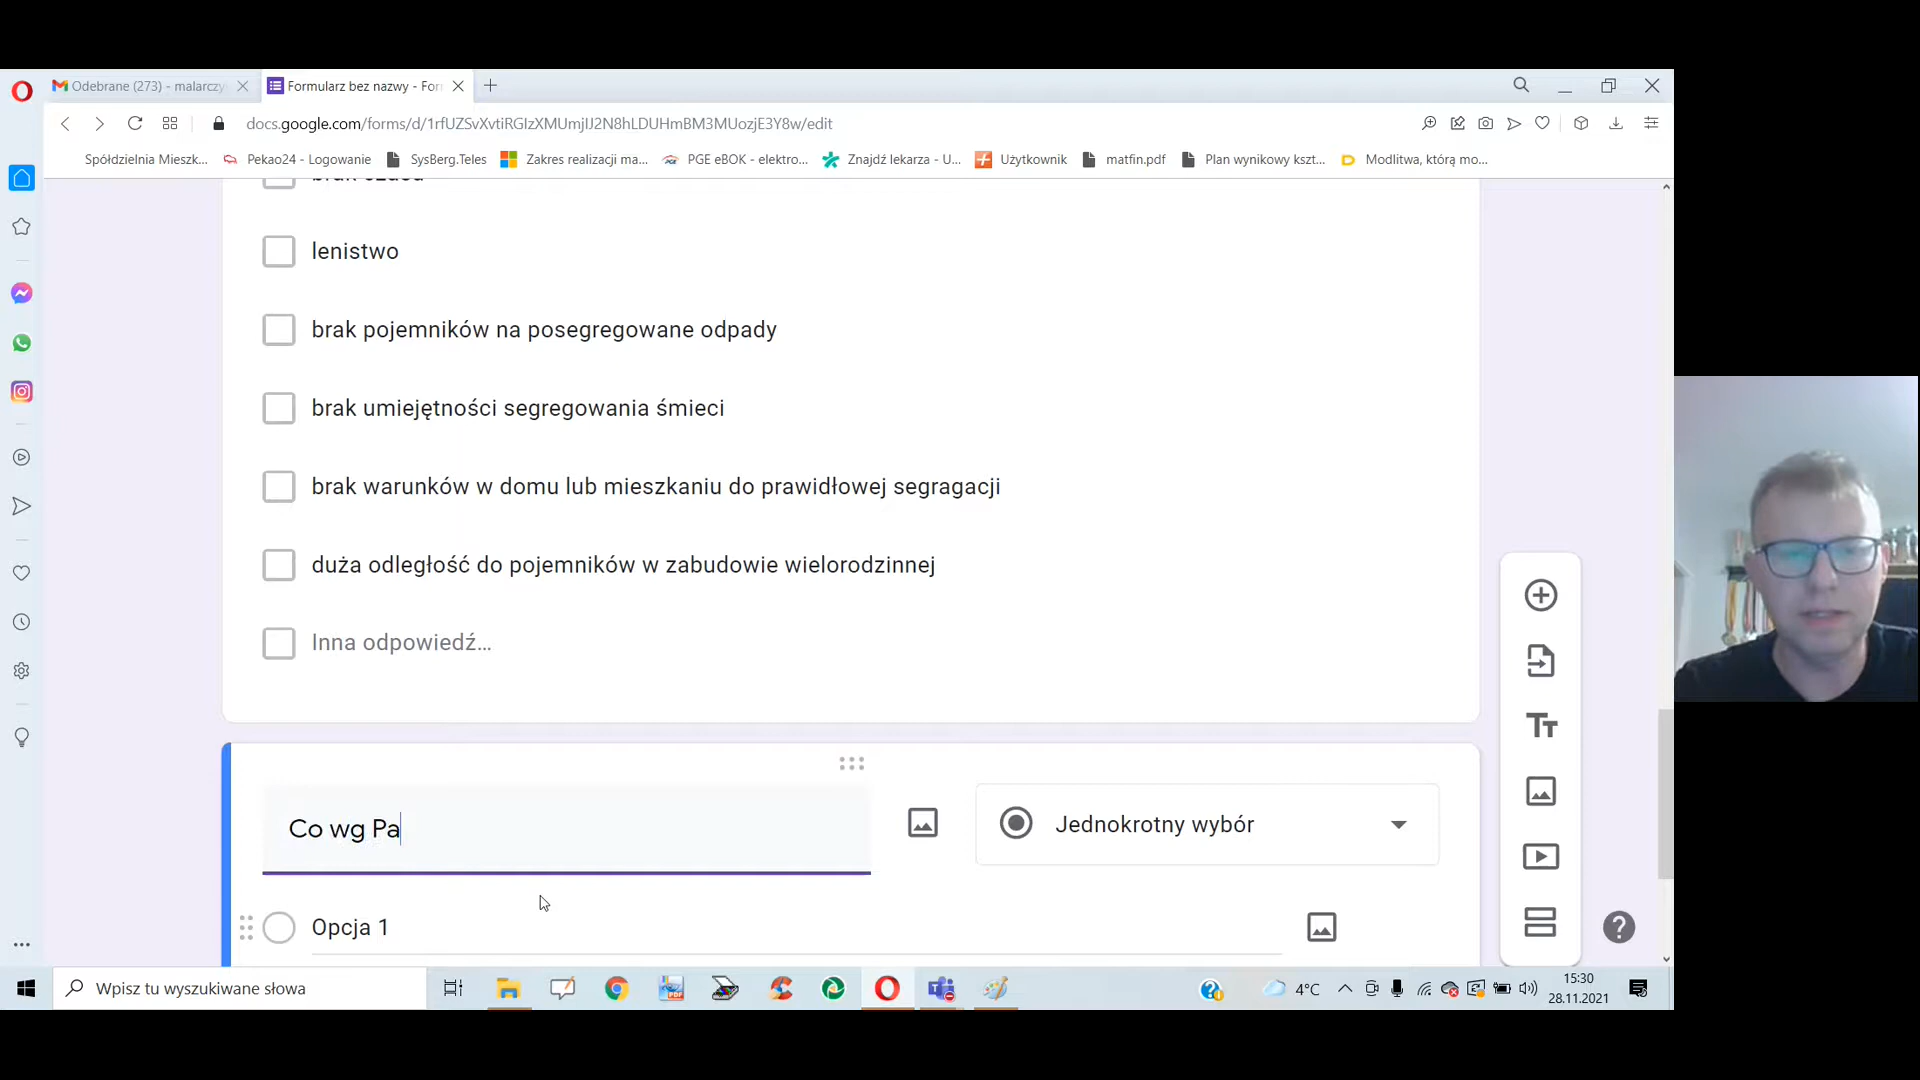 Odebrane (273) - malarczy
Formularz bez nazwy - For
docs.google.com/forms/d/1rfUZSvXvtiRGIzXMUmjIJ2N8hLDUHmBM3MUozjE3Y8w/edit
Spółdzielnia Mieszk... Pekao24 - Logowanie SysBerg.Teles Zakres realizacji ma... PGE eBOK - elektro... Znajdź lekarza - U... Użytkownik matfin.pdf Plan wynikowy kszt... Modlitwa, którą mo...
brak czasu
lenistwo
brak pojemników na posegregowane odpady
brak umiejętności segregowania śmieci
brak warunków w domu lub mieszkaniu do prawidłowej segragacji
duża odległość do pojemników w zabudowie wielorodzinnej
Inna odpowiedź...
Co wg Pa
Jednokrotny wybór
Opcja 1
Wpisz tu wyszukiwane słowo
4°C
15:30
28.11.2021